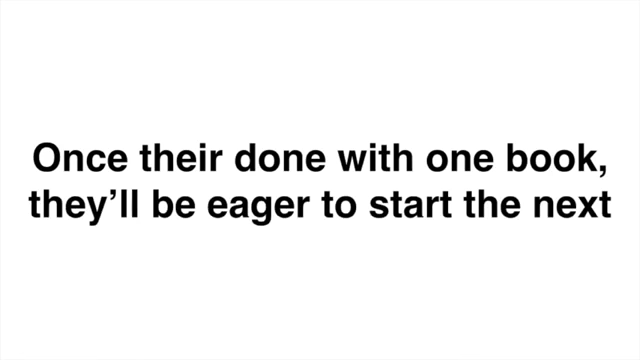 Once their done with one book,
they’ll be eager to start the next